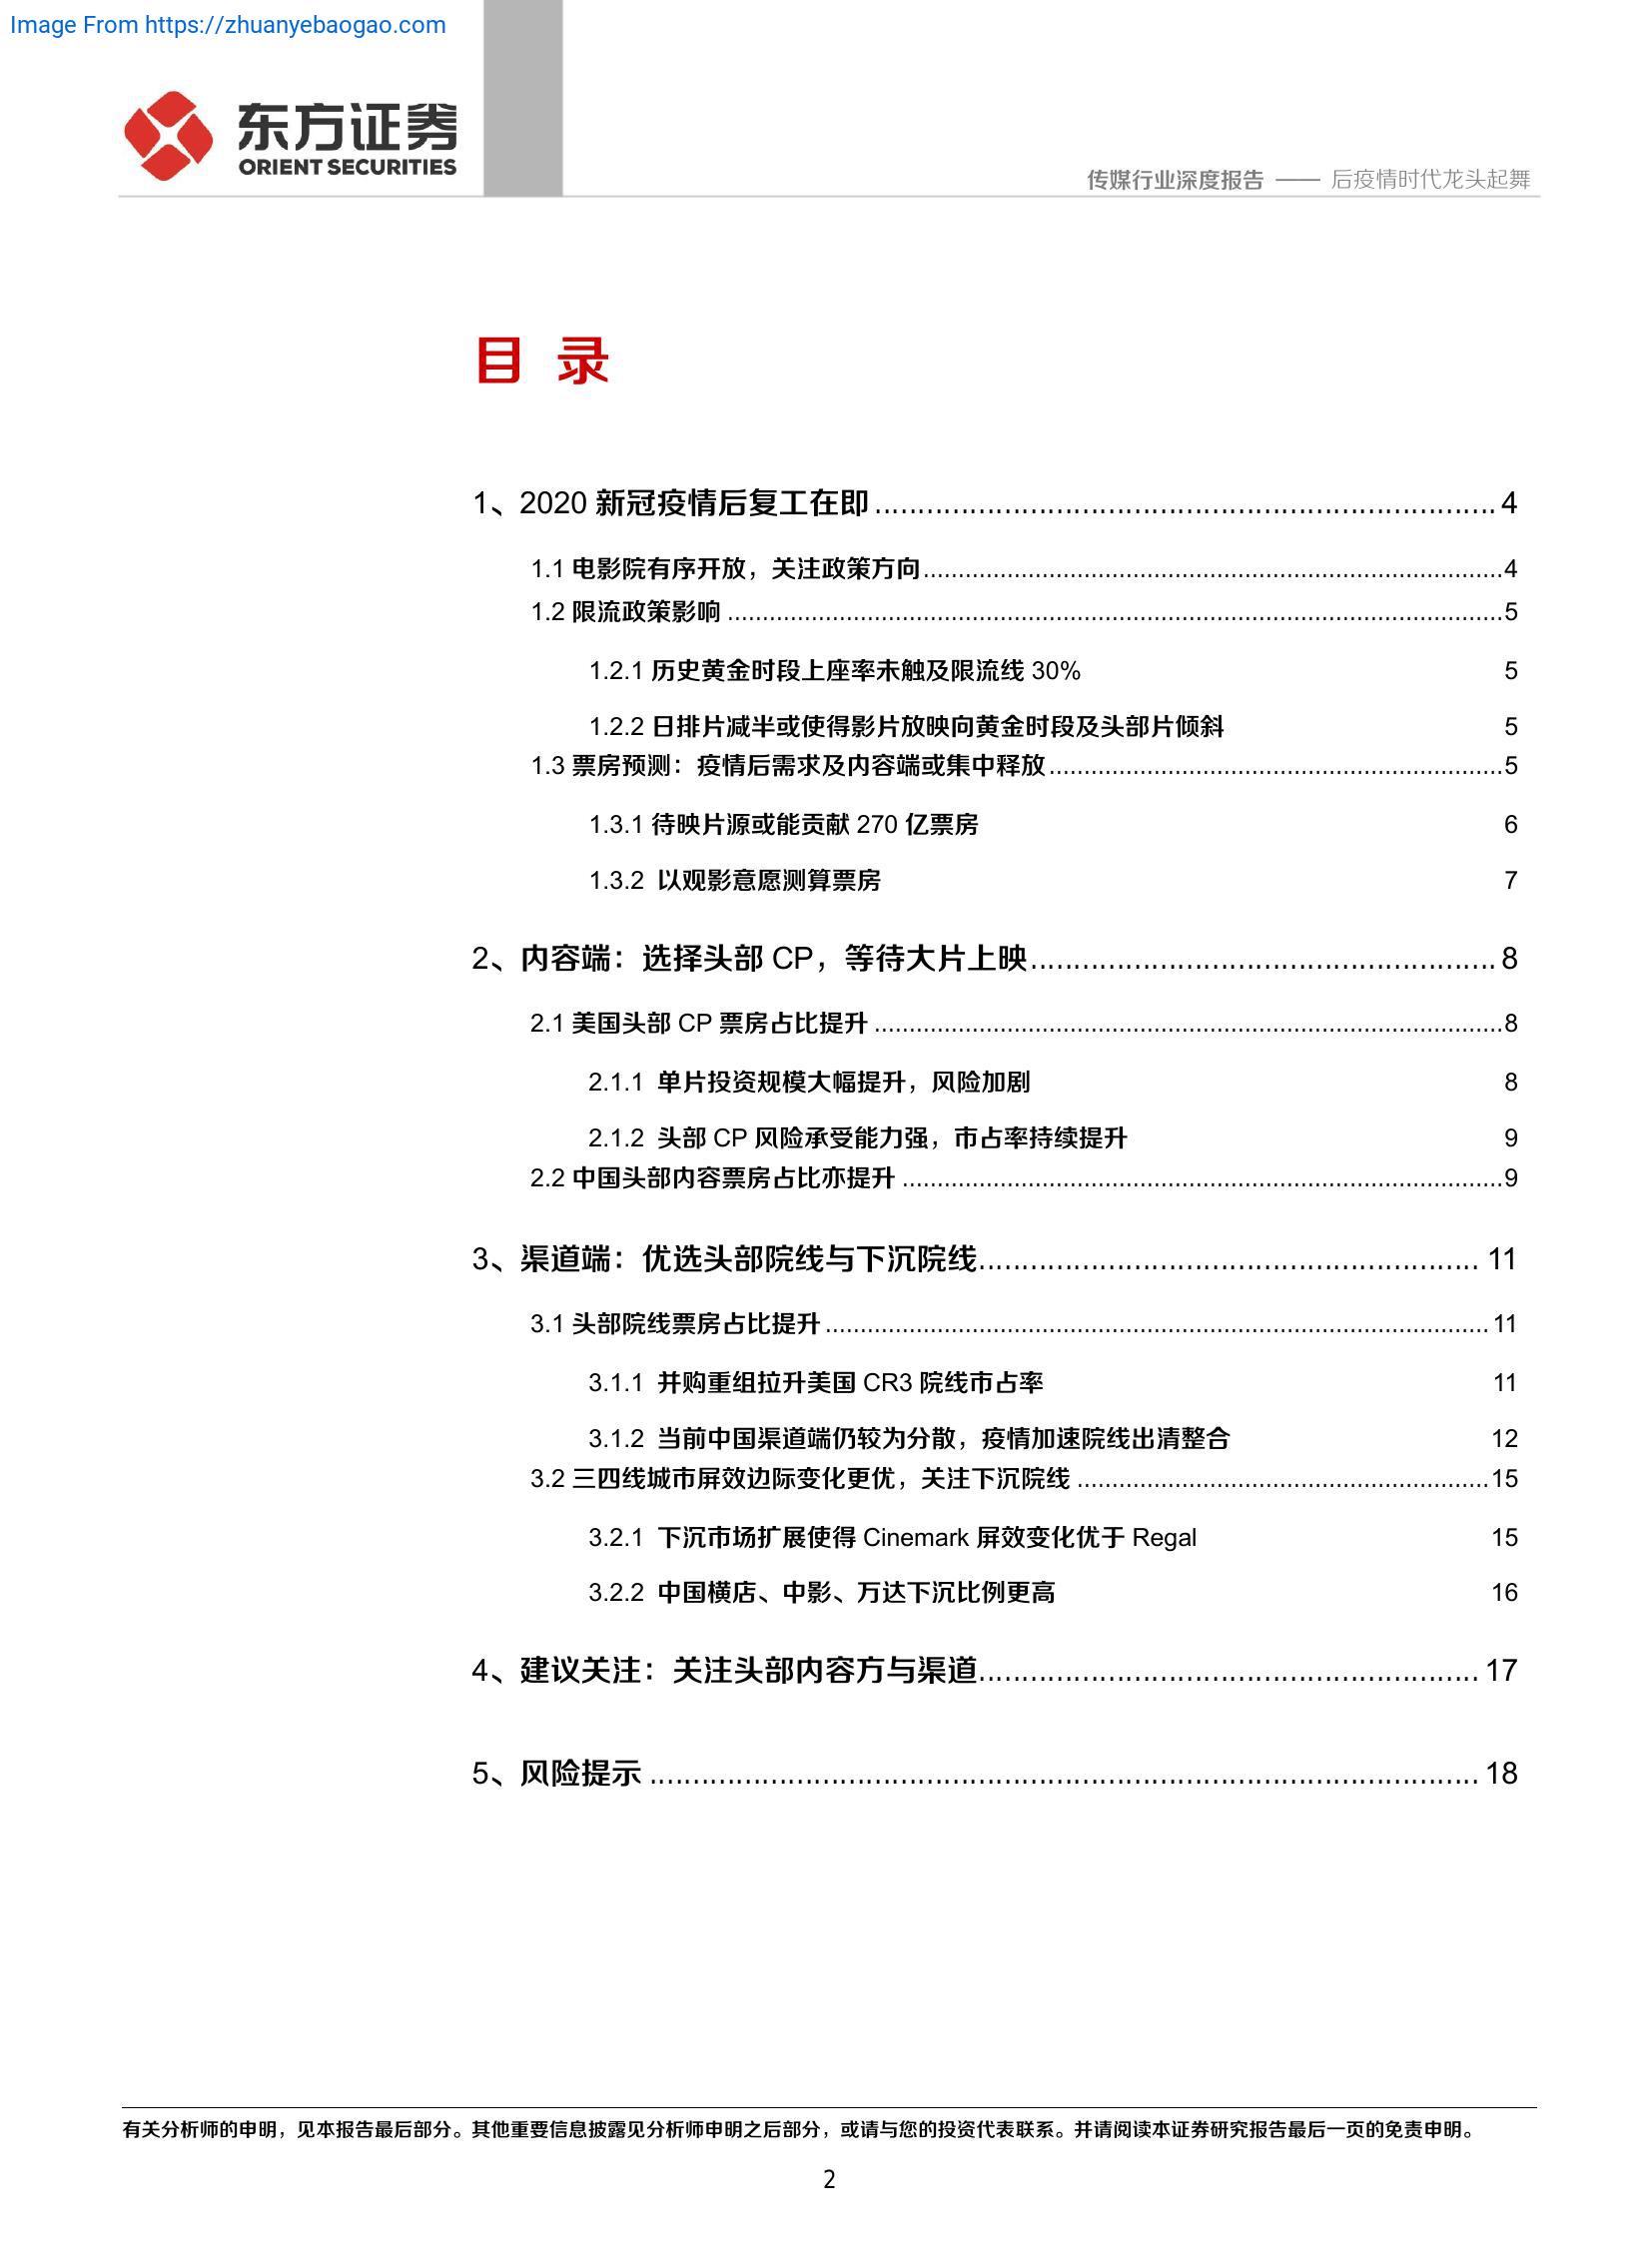 Image From https://zhuanyebaogao.com
东方证券
ORIENT SECURITIES
传媒行业深度报告 —— 后疫情时代龙头起舞
目 录
1、2020 新冠疫情后复工在即 ........ 4
1.1 电影院有序开放，关注政策方向 ........ 4
1.2 限流政策影响 ........ 5
1.2.1 历史黄金时段上座率未触及限流线 30% 5
1.2.2 日排片减半或使得影片放映向黄金时段及头部片倾斜 5
1.3 票房预测：疫情后需求及内容端或集中释放 ........ 5
1.3.1 待映片源或能贡献 270 亿票房 6
1.3.2 以观影意愿测算票房 7
2、内容端：选择头部 CP，等待大片上映 ........ 8
2.1 美国头部 CP 票房占比提升 ........ 8
2.1.1 单片投资规模大幅提升，风险加剧 8
2.1.2 头部 CP 风险承受能力强，市占率持续提升 9
2.2 中国头部内容票房占比亦提升 ........ 9
3、渠道端：优选头部院线与下沉院线 ........ 11
3.1 头部院线票房占比提升 ........ 11
3.1.1 并购重组拉升美国 CR3 院线市占率 11
3.1.2 当前中国渠道端仍较为分散，疫情加速院线出清整合 12
3.2 三四线城市屏效边际变化更优，关注下沉院线 ........ 15
3.2.1 下沉市场扩展使得 Cinemark 屏效变化优于 Regal 15
3.2.2 中国横店、中影、万达下沉比例更高 16
4、建议关注：关注头部内容方与渠道 ........ 17
5、风险提示 ........ 18
有关分析师的申明，见本报告最后部分。其他重要信息披露见分析师申明之后部分，或请与您的投资代表联系。并请阅读本证券研究报告最后一页的免责申明。
2